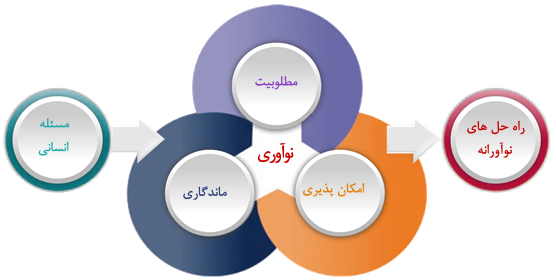 مسئله
انسانی
مطلوبیت
نوآوری
ماندگاری
امکان پذیری
راه حل های
نوآورانه